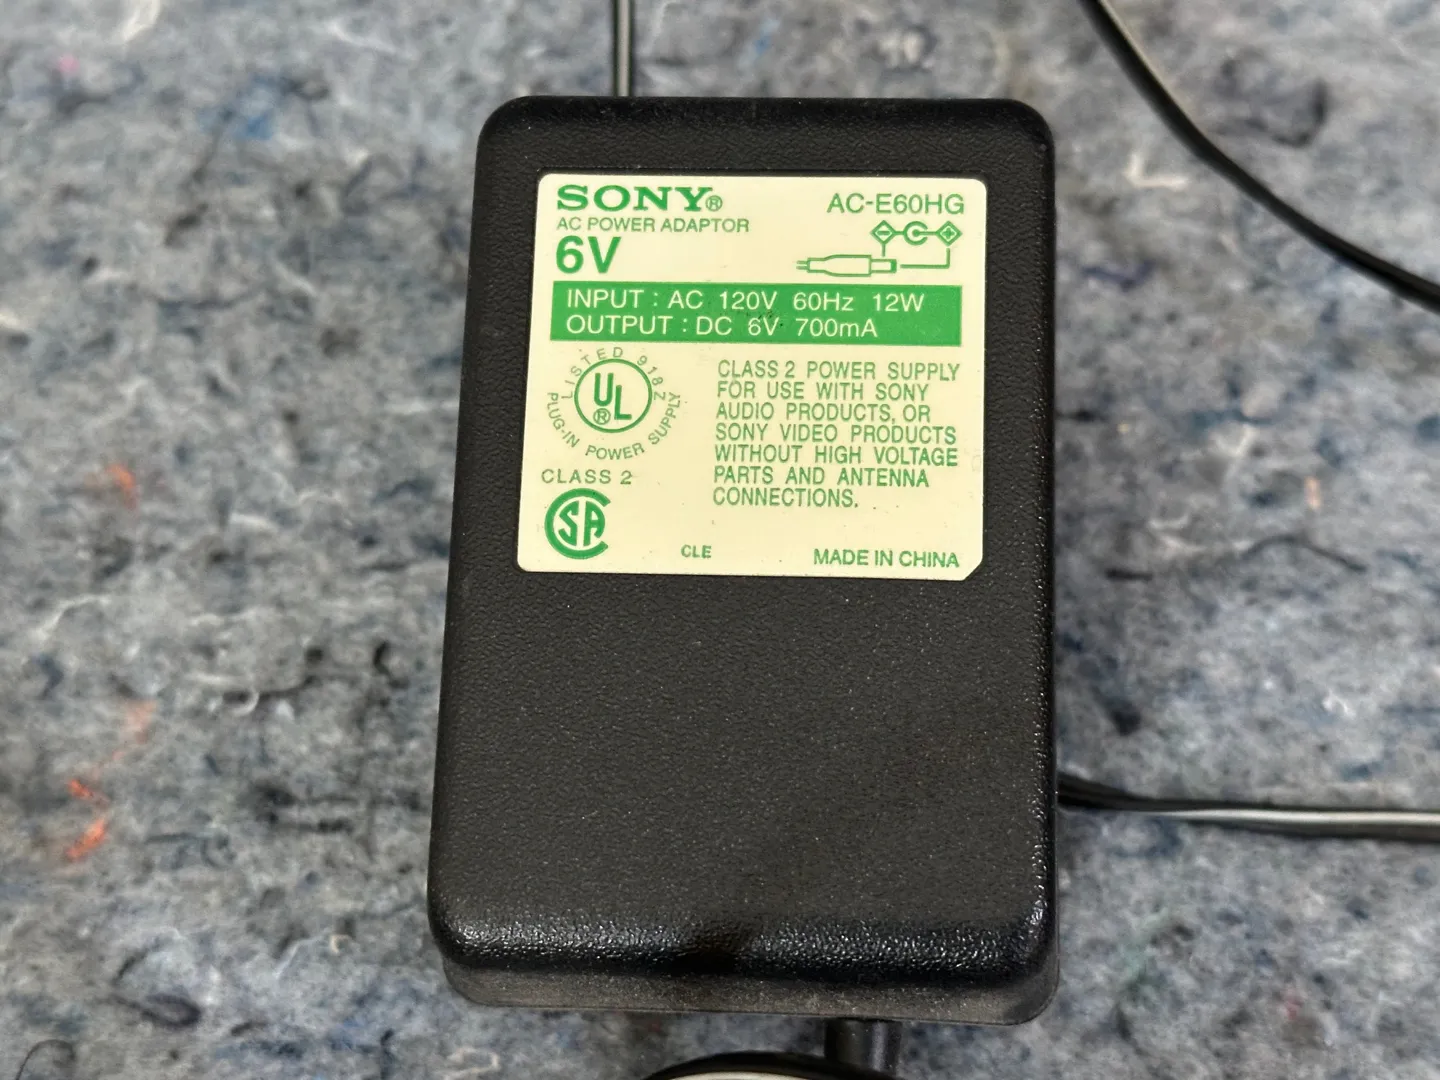 SONY®
AC-E60HG
AC POWER ADAPTOR
6V
INPUT : AC 120V 60Hz 12W
OUTPUT : DC 6V 700mA
LISTED 918Z
UL®
PLUG-IN POWER SUPPLY
CLASS 2 POWER SUPPLY
FOR USE WITH SONY
AUDIO PRODUCTS, OR
SONY VIDEO PRODUCTS
WITHOUT HIGH VOLTAGE
PARTS AND ANTENNA
CONNECTIONS.
CLASS 2
SA
CLE
MADE IN CHINA